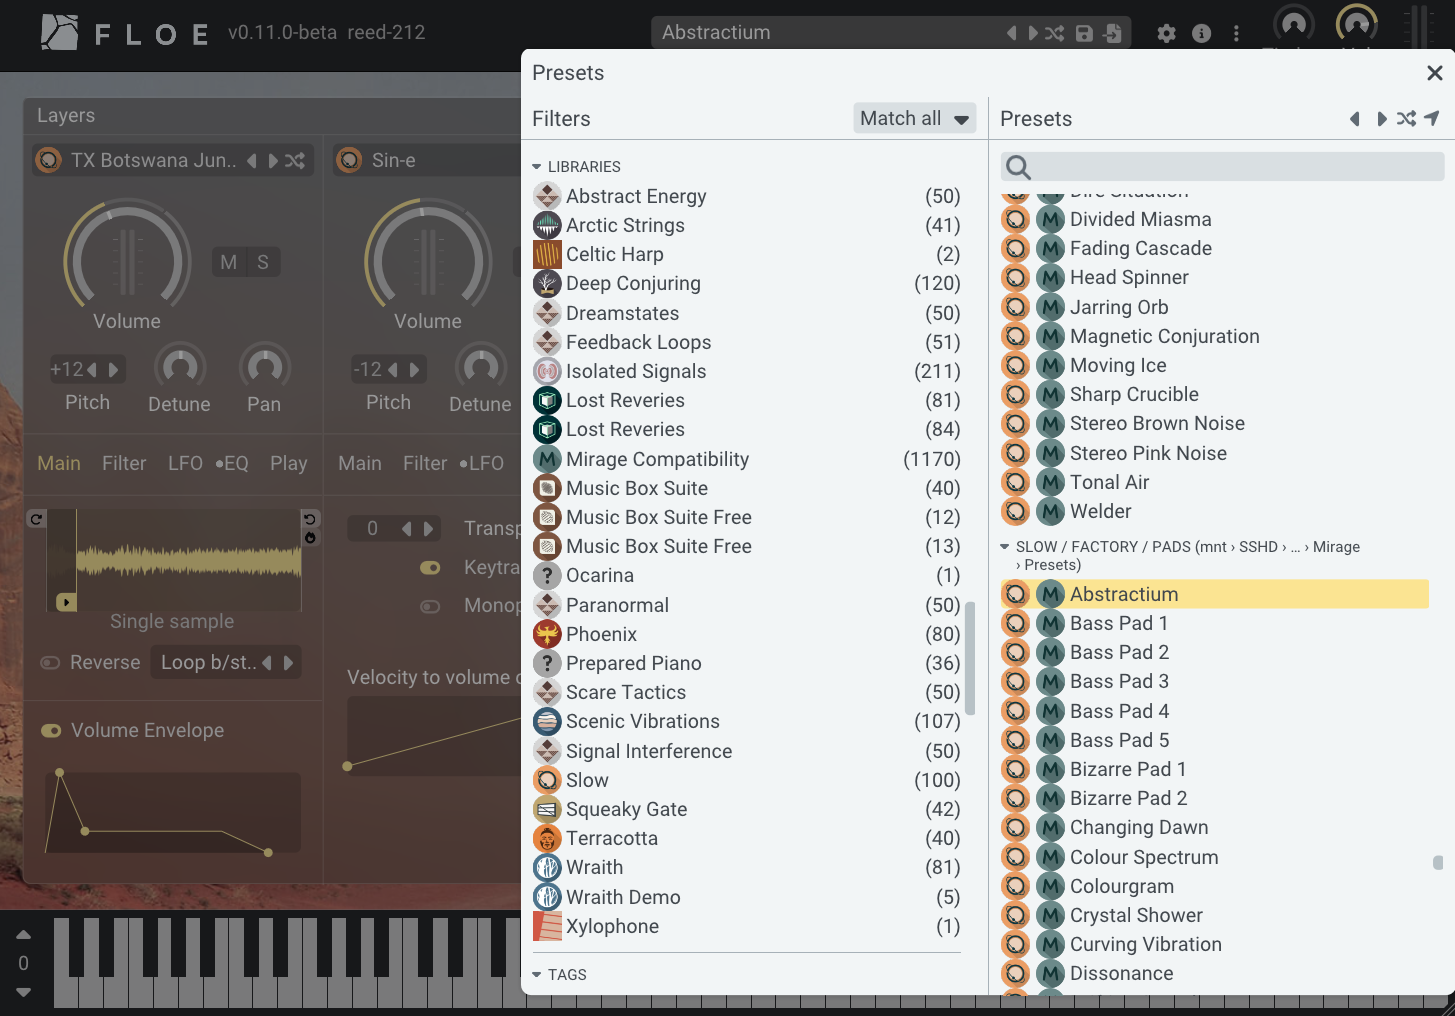 FLOE v0.11.0-beta reed-212
Abstractium
Layers
TX Botswana Jun..
Sin-e
M S
Volume
Volume
+12
-12
Pitch
Detune
Pan
Pitch
Detune
Main Filter LFO EQ Play
Main Filter LFO
0
Transp
Keytra
Mono
Single sample
Reverse
Loop b/st..
Velocity to volume
Volume Envelope
0
Presets
Filters
Match all
LIBRARIES
Abstract Energy (50)
Arctic Strings (41)
Celtic Harp (2)
Deep Conjuring (120)
Dreamstates (50)
Feedback Loops (51)
Isolated Signals (211)
Lost Reveries (81)
Lost Reveries (84)
M Mirage Compatibility (1170)
Music Box Suite (40)
Music Box Suite Free (12)
Music Box Suite Free (13)
? Ocarina (1)
Paranormal (50)
Phoenix (80)
? Prepared Piano (36)
Scare Tactics (50)
Scenic Vibrations (107)
Signal Interference (50)
Slow (100)
Squeaky Gate (42)
Terracotta (40)
Wraith (81)
Wraith Demo (5)
Xylophone (1)
TAGS
Presets
Dire Situation
M Divided Miasma
M Fading Cascade
M Head Spinner
M Jarring Orb
M Magnetic Conjuration
M Moving Ice
M Sharp Crucible
M Stereo Brown Noise
M Stereo Pink Noise
M Tonal Air
M Welder
SLOW / FACTORY / PADS (mnt › SSHD › … › Mirage
› Presets)
M Abstractium
M Bass Pad 1
M Bass Pad 2
M Bass Pad 3
M Bass Pad 4
M Bass Pad 5
M Bizarre Pad 1
M Bizarre Pad 2
M Changing Dawn
M Colour Spectrum
M Colourgram
M Crystal Shower
M Curving Vibration
M Dissonance